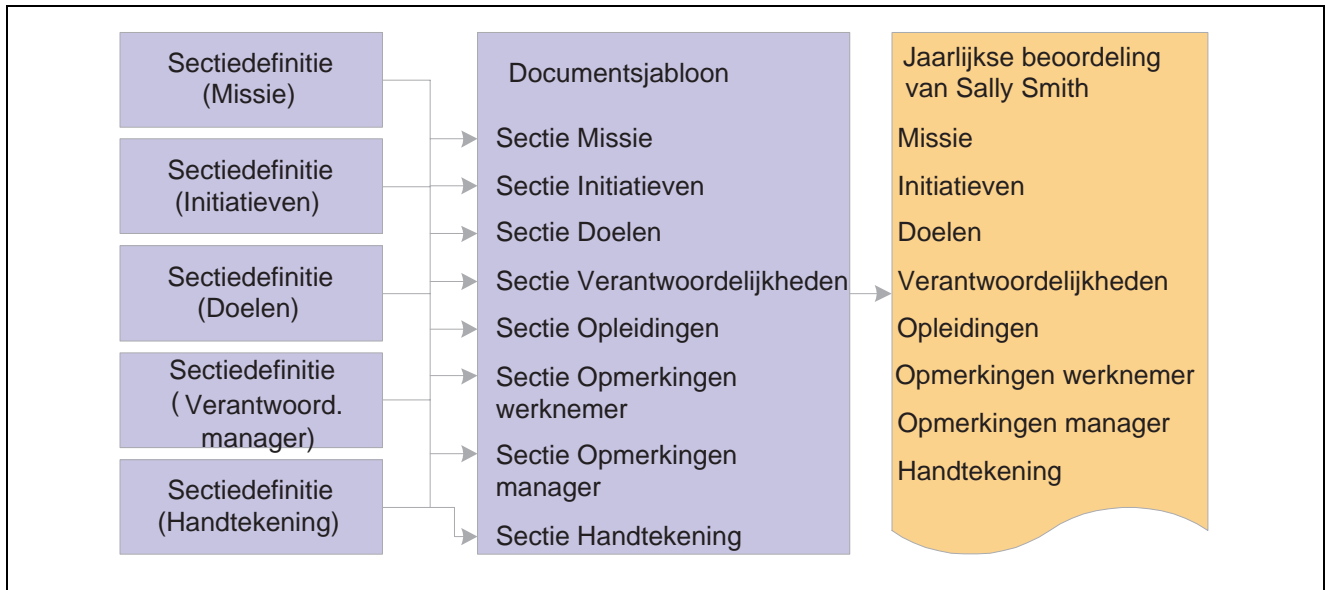 Sectiedefinitie
(Missie)
Sectiedefinitie
(Initiatieven)
Sectiedefinitie
(Doelen)
Sectiedefinitie
(Verantwoord.
manager)
Sectiedefinitie
(Handtekening)
Documentsjabloon
Sectie Missie
Sectie Initiatieven
Sectie Doelen
Sectie Verantwoordelijkheden
Sectie Opleidingen
Sectie Opmerkingen
werknemer
Sectie Opmerkingen
manager
Sectie Handtekening
Jaarlijkse beoordeling
van Sally Smith
Missie
Initiatieven
Doelen
Verantwoordelijkheden
Opleidingen
Opmerkingen werknemer
Opmerkingen manager
Handtekening